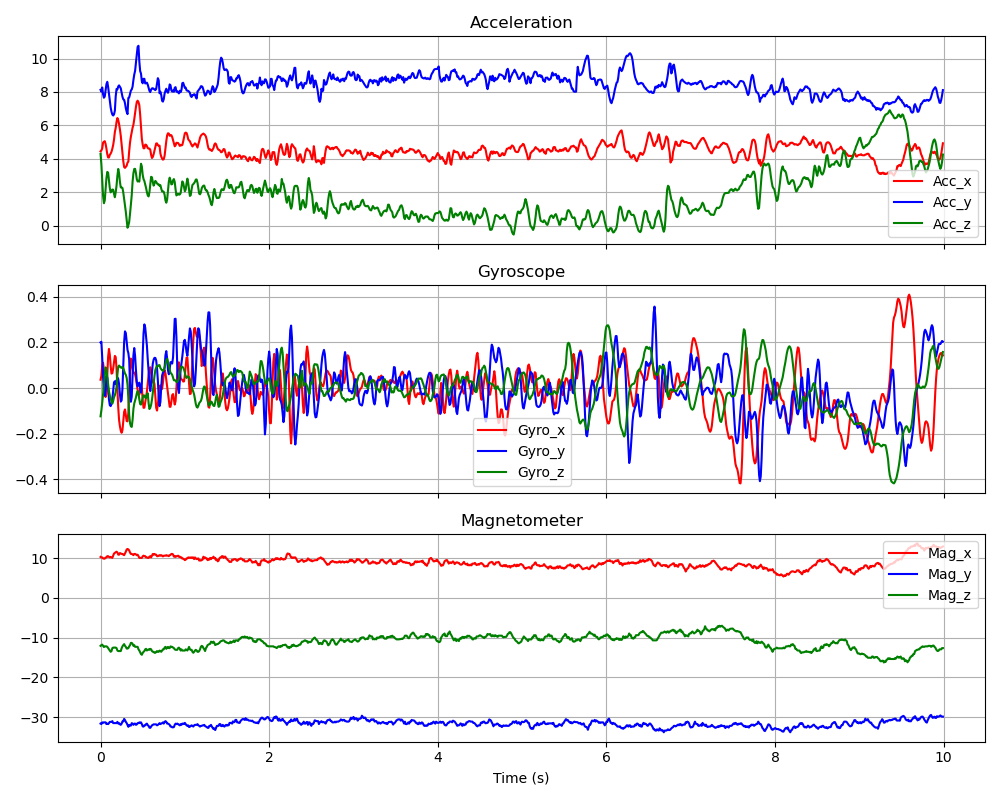 Acceleration
10
8
6
4
2
0
Acc_x
Acc_y
Acc_z
Gyroscope
0.4
0.2
0.0
−0.2
−0.4
Gyro_x
Gyro_y
Gyro_z
Magnetometer
10
0
−10
−20
−30
Mag_x
Mag_y
Mag_z
0 2 4 6 8 10
Time (s)